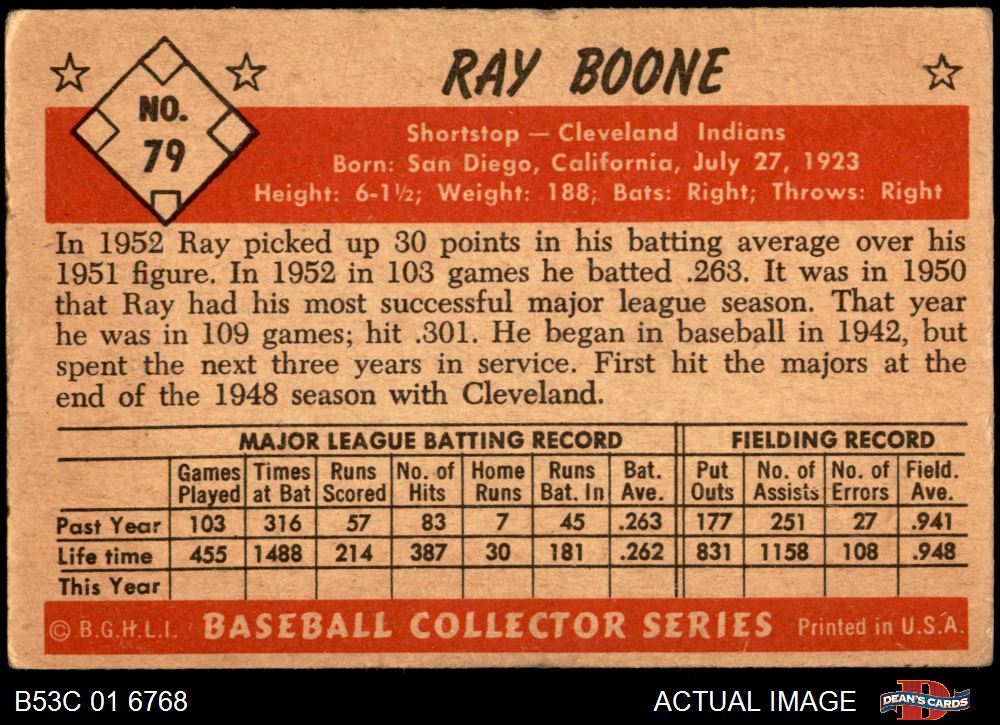 NO.
79
RAY BOONE
Shortstop — Cleveland Indians
Born: San Diego, California, July 27, 1923
Height: 6-1½; Weight: 188; Bats: Right; Throws: Right
In 1952 Ray picked up 30 points in his batting average over his
1951 figure. In 1952 in 103 games he batted .263. It was in 1950
that Ray had his most successful major league season. That year
he was in 109 games; hit .301. He began in baseball in 1942, but
spent the next three years in service. First hit the majors at the
end of the 1948 season with Cleveland.
MAJOR LEAGUE BATTING RECORD FIELDING RECORD
Games Times Runs No. of Home Runs Bat. Put No. of No. of Field.
Played at Bat Scored Hits Runs Bat. In Ave. Outs Assists Errors Ave.
Past Year 103 316 57 83 7 45 .263 177 251 27 .941
Life time 455 1488 214 387 30 181 .262 831 1158 108 .948
This Year
© B.G.H.L.I. BASEBALL COLLECTOR SERIES Printed in U.S.A.
B53C 01 6768 ACTUAL IMAGE DEAN'S CARDS